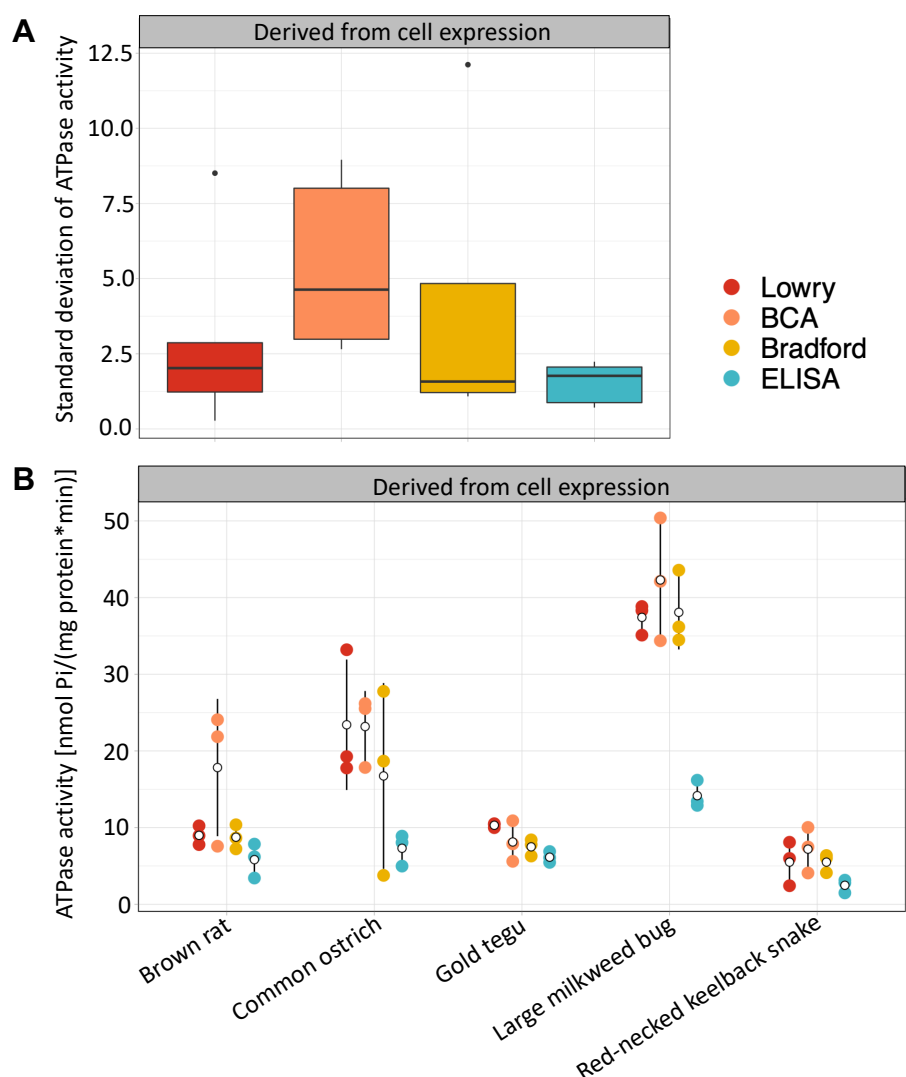 A
Derived from cell expression
Standard deviation of ATPase activity
12.5
10.0
7.5
5.0
2.5
0.0
Lowry
BCA
Bradford
ELISA
B
Derived from cell expression
ATPase activity [nmol Pi/(mg protein*min)]
50
40
30
20
10
0
Brown rat
Common ostrich
Gold tegu
Large milkweed bug
Red-necked keelback snake